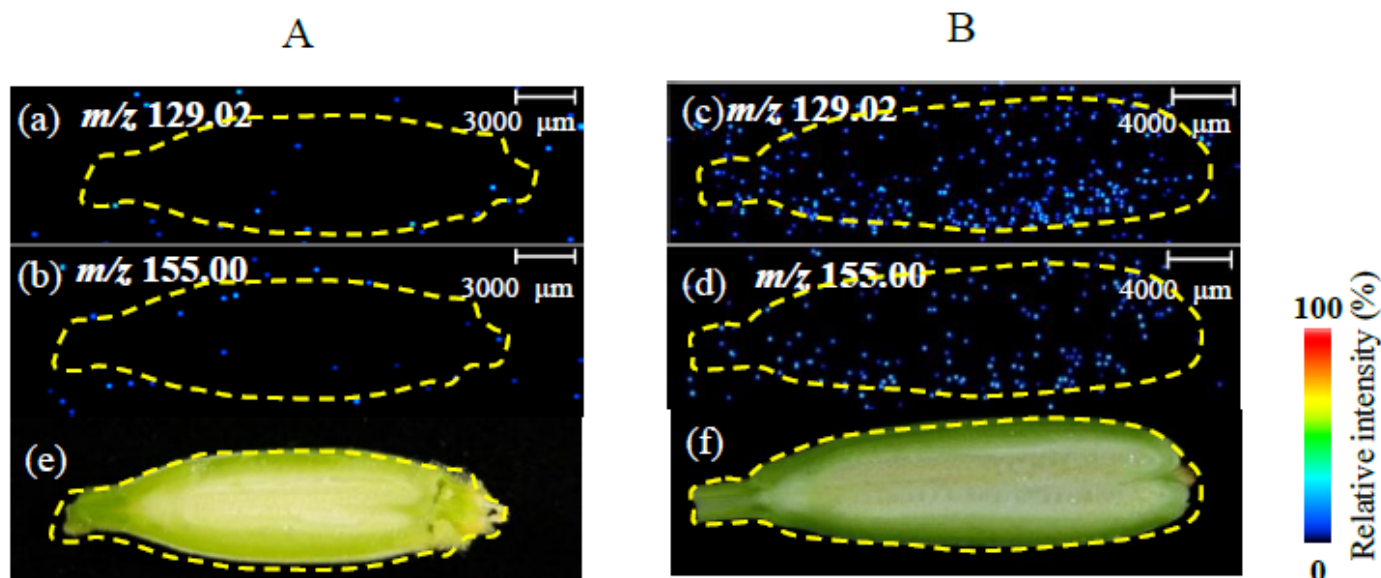 A
B
(a) m/z 129.02
3000 μm
(c) m/z 129.02
4000 μm
(b) m/z 155.00
3000 μm
(d) m/z 155.00
4000 μm
(e)
(f)
100
0
Relative intensity (%)